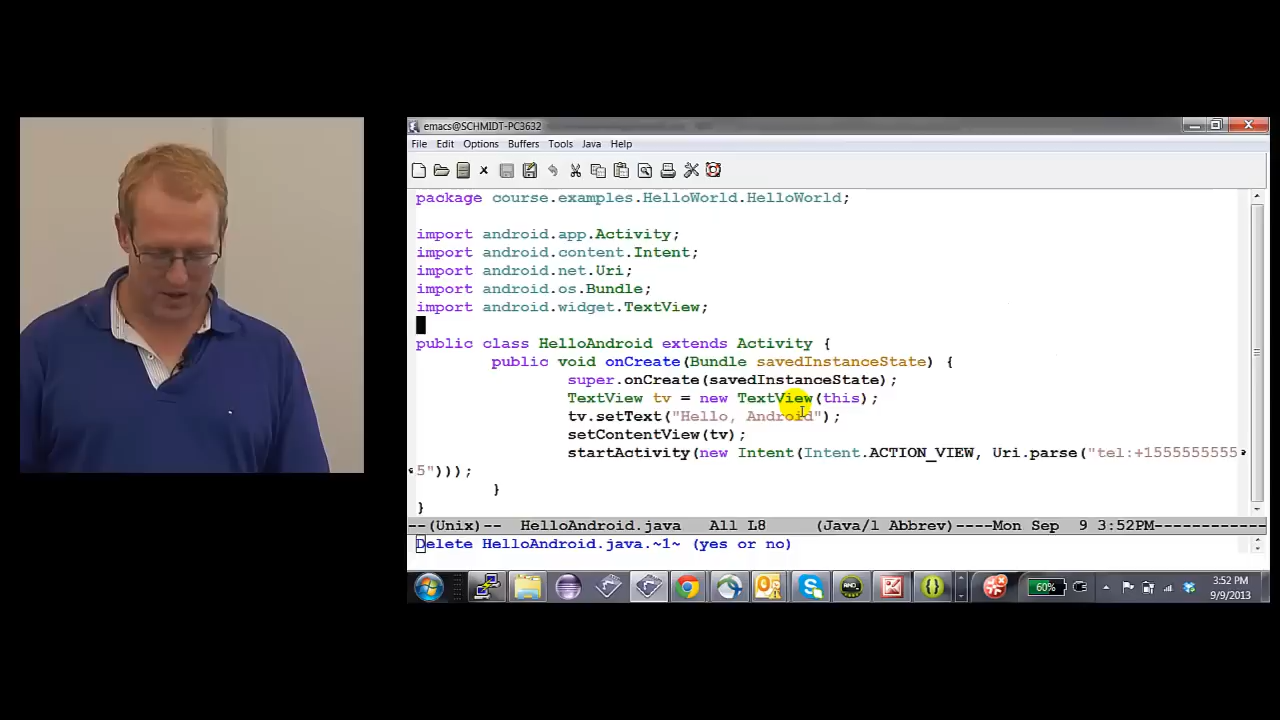 emacs@SCHMIDT-PC3632
File Edit Options Buffers Tools Java Help
package course.examples.HelloWorld.HelloWorld;
import android.app.Activity;
import android.content.Intent;
import android.net.Uri;
import android.os.Bundle;
import android.widget.TextView;
public class HelloAndroid extends Activity {
public void onCreate(Bundle savedInstanceState) {
super.onCreate(savedInstanceState);
TextView tv = new TextView(this);
tv.setText("Hello, Android");
setContentView(tv);
startActivity(new Intent(Intent.ACTION_VIEW, Uri.parse("tel:+1555555555
5")));
}
}
--(Unix)-- HelloAndroid.java All L8 (Java/l Abbrev)----Mon Sep 9 3:52PM------------
Delete HelloAndroid.java.~1~ (yes or no)
60%
3:52 PM
9/9/2013